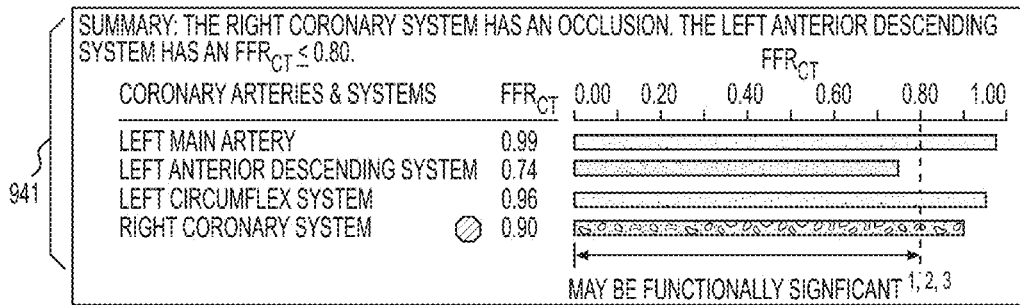 SUMMARY: THE RIGHT CORONARY SYSTEM HAS AN OCCLUSION. THE LEFT ANTERIOR DESCENDING
SYSTEM HAS AN FFRCT ≤ 0.80.
FFRCT
CORONARY ARTERIES & SYSTEMS FFRCT 0.00 0.20 0.40 0.60 0.80 1.00
LEFT MAIN ARTERY 0.99
LEFT ANTERIOR DESCENDING SYSTEM 0.74
941
LEFT CIRCUMFLEX SYSTEM 0.96
RIGHT CORONARY SYSTEM 0.90
MAY BE FUNCTIONALLY SIGNFICANT 1, 2, 3